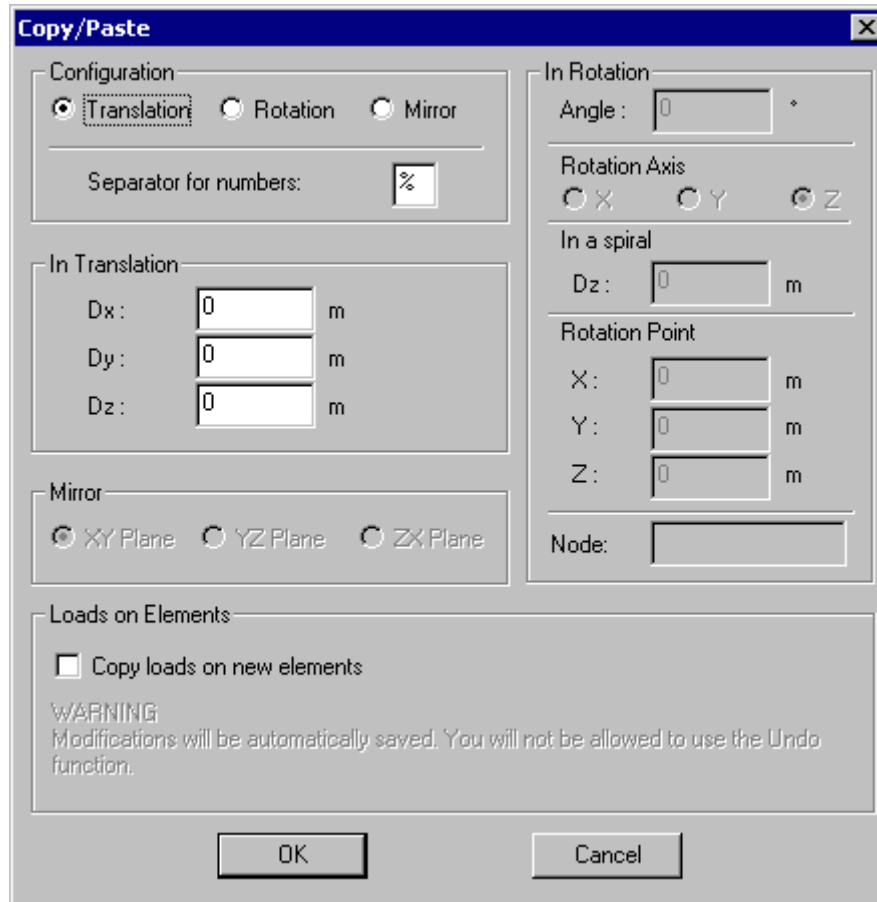 Copy/Paste
Configuration
Translation Rotation Mirror
Separator for numbers: %
In Translation
Dx : 0 m
Dy : 0 m
Dz : 0 m
Mirror
XY Plane YZ Plane ZX Plane
In Rotation
Angle : 0 °
Rotation Axis
X Y Z
In a spiral
Dz : 0 m
Rotation Point
X : 0 m
Y : 0 m
Z : 0 m
Node:
Loads on Elements
Copy loads on new elements
WARNING
Modifications will be automatically saved. You will not be allowed to use the Undo
function.
OK Cancel